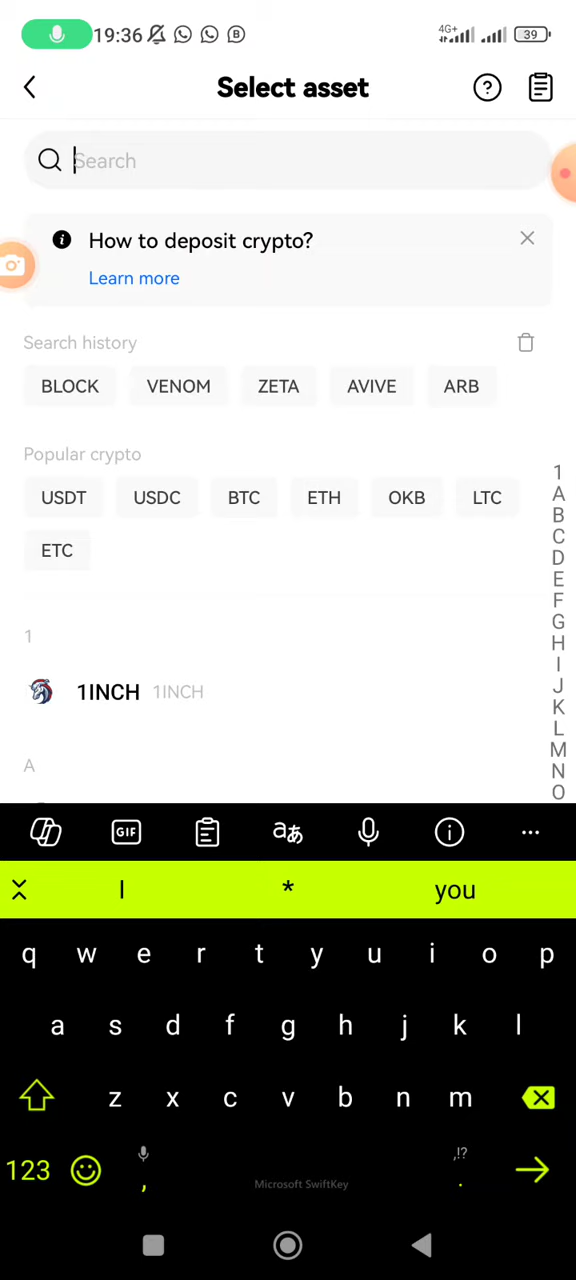 19:36
4G+
39
Select asset
Search
How to deposit crypto?
Learn more
Search history
BLOCK VENOM ZETA AVIVE ARB
Popular crypto
USDT USDC BTC ETH OKB LTC
ETC
1
A
B
C
D
E
F
G
H
I
J
K
L
M
N
O
1
1INCH 1INCH
A
GIF
I * you
q w e r t y u i o p
a s d f g h j k l
z x c v b n m
123 , Microsoft SwiftKey ,!? .